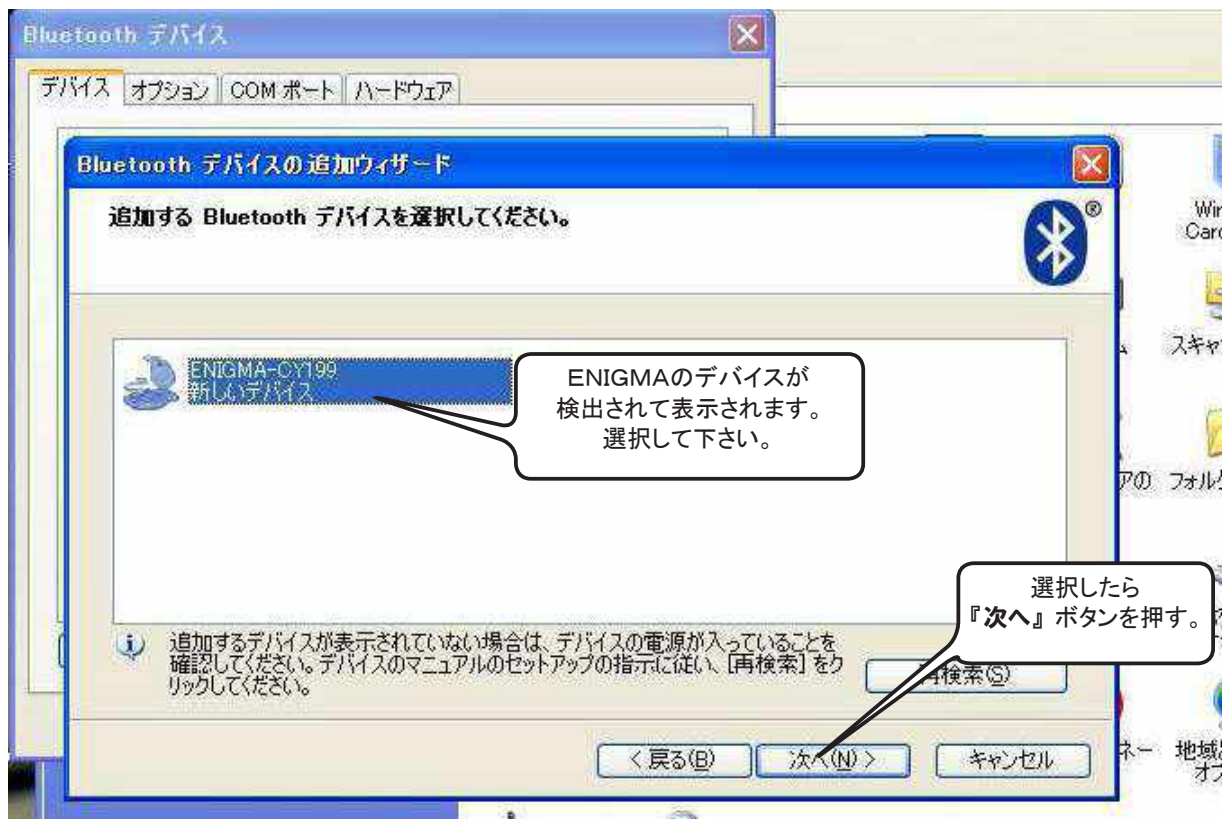 Bluetooth デバイス
デバイス オプション COM ポート ハードウェア
Bluetooth デバイスの追加ウィザード
追加する Bluetooth デバイスを選択してください。
®
ENIGMA-CY199
新しいデバイス
ENIGMAのデバイスが
検出されて表示されます。
選択して下さい。
選択したら
『次へ』ボタンを押す。
追加するデバイスが表示されていない場合は、デバイスの電源が入っていることを
確認してください。デバイスのマニュアルのセットアップの指示に従い、[再検索] をク
リックしてください。
再検索(S)
< 戻る(B) 次へ(N) > キャンセル
Win
Card
スキャ
アの フォル
ネー 地域
オプ